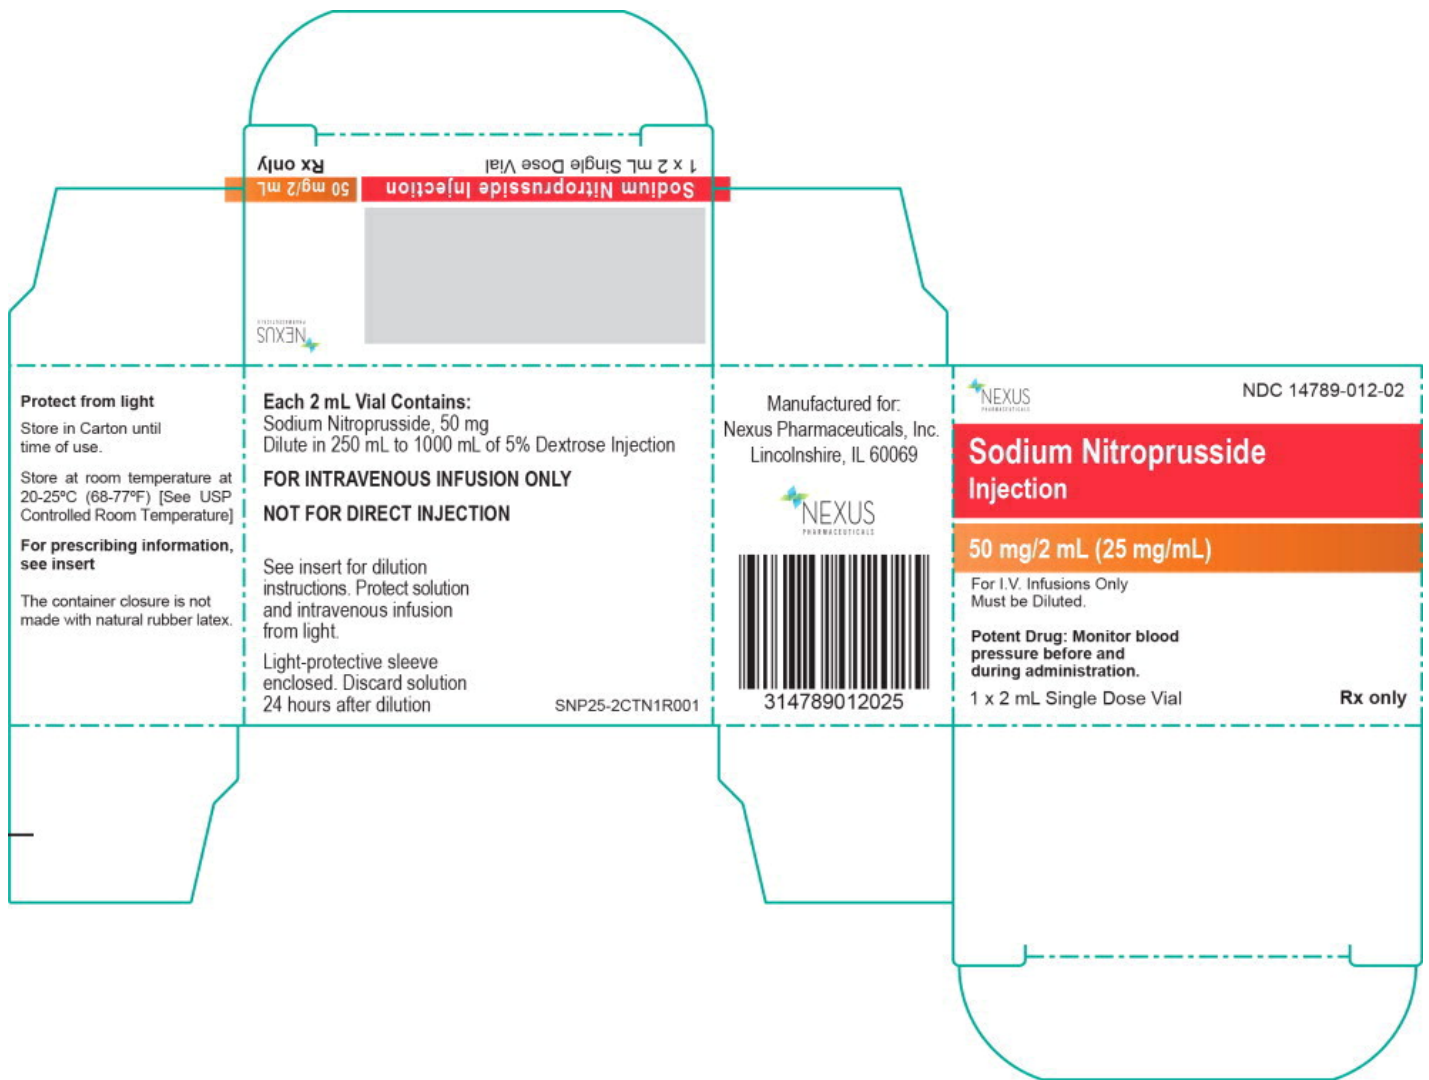 Rx only
1 x 2 mL Single Dose Vial
50 mg/2 mL
Sodium Nitroprusside Injection
NEXUS
PHARMACEUTICALS
Protect from light
Store in Carton until
time of use.
Store at room temperature at
20-25ºC (68-77ºF) [See USP
Controlled Room Temperature]
For prescribing information,
see insert
The container closure is not
made with natural rubber latex.
Each 2 mL Vial Contains:
Sodium Nitroprusside, 50 mg
Dilute in 250 mL to 1000 mL of 5% Dextrose Injection
FOR INTRAVENOUS INFUSION ONLY
NOT FOR DIRECT INJECTION
See insert for dilution
instructions. Protect solution
and intravenous infusion
from light.
Light-protective sleeve
enclosed. Discard solution
24 hours after dilution
SNP25-2CTN1R001
Manufactured for:
Nexus Pharmaceuticals, Inc.
Lincolnshire, IL 60069
NEXUS
PHARMACEUTICALS
314789012025
NEXUS
PHARMACEUTICALS
NDC 14789-012-02
Sodium Nitroprusside
Injection
50 mg/2 mL (25 mg/mL)
For I.V. Infusions Only
Must be Diluted.
Potent Drug: Monitor blood
pressure before and
during administration.
1 x 2 mL Single Dose Vial
Rx only